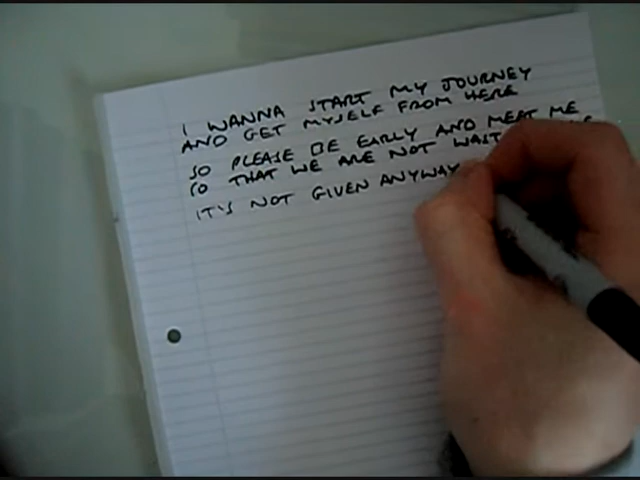 I WANNA START MY JOURNEY
AND GET MYSELF FROM HERE
SO PLEASE BE EARLY AND MEET ME
SO THAT WE ARE NOT
IT'S NOT GIVEN ANYWAY